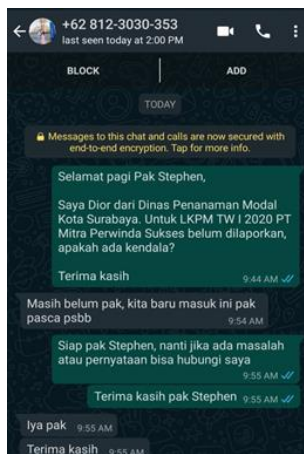 +62 812-3030-353
last seen today at 2:00 PM
BLOCK
ADD
TODAY
Messages to this chat and calls are now secured with
end-to-end encryption. Tap for more info.
Selamat pagi Pak Stephen,
Saya Dior dari Dinas Penanaman Modal
Kota Surabaya. Untuk LKPM TW I 2020 PT
Mitra Perwinda Sukses belum dilaporkan,
apakah ada kendala?
Terima kasih
9:44 AM
Masih belum pak, kita baru masuk ini pak
pasca psbb
9:54 AM
Siap pak Stephen, nanti jika ada masalah
atau pernyataan bisa hubungi saya
9:55 AM
Terima kasih pak Stephen 9:55 AM
Iya pak 9:55 AM
Terima kasih 9:55 AM